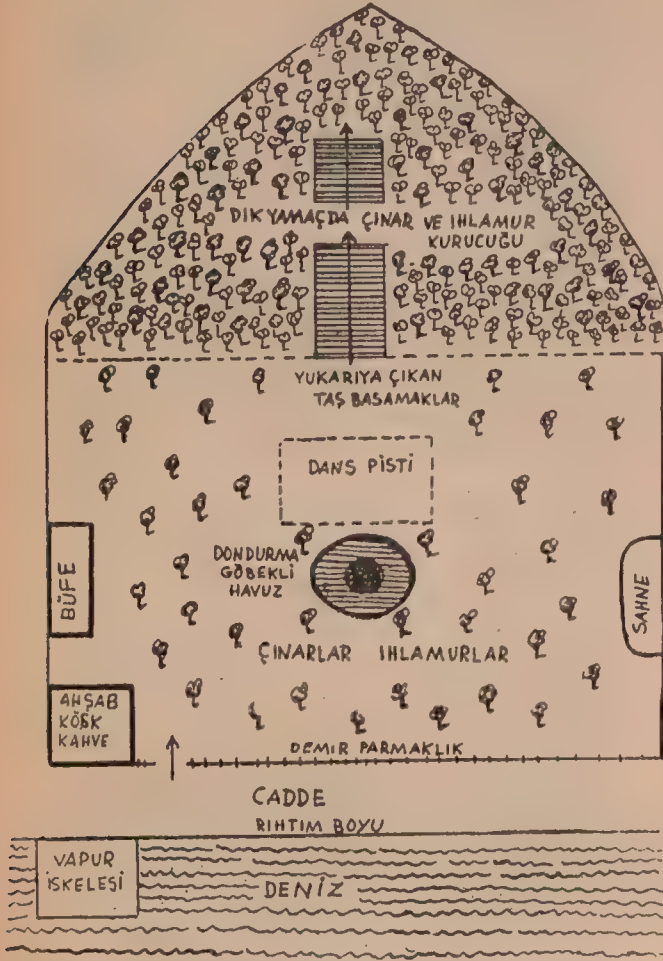 DİK YAMAÇDA ÇINAR VE IHLAMUR
KURUCUĞU
YUKARIYA ÇIKAN
TAŞ BASAMAKLAR
DANS PİSTİ
DONDURMA
GÖBEKLİ
HAVUZ
BÜFE
SAHNE
ÇINARLAR IHLAMURLAR
AHŞAB
KÖŞK
KAHVE
DEMİR PARMAKLIK
CADDE
RIHTIM BOYU
VAPUR
İSKELESİ
DENİZ